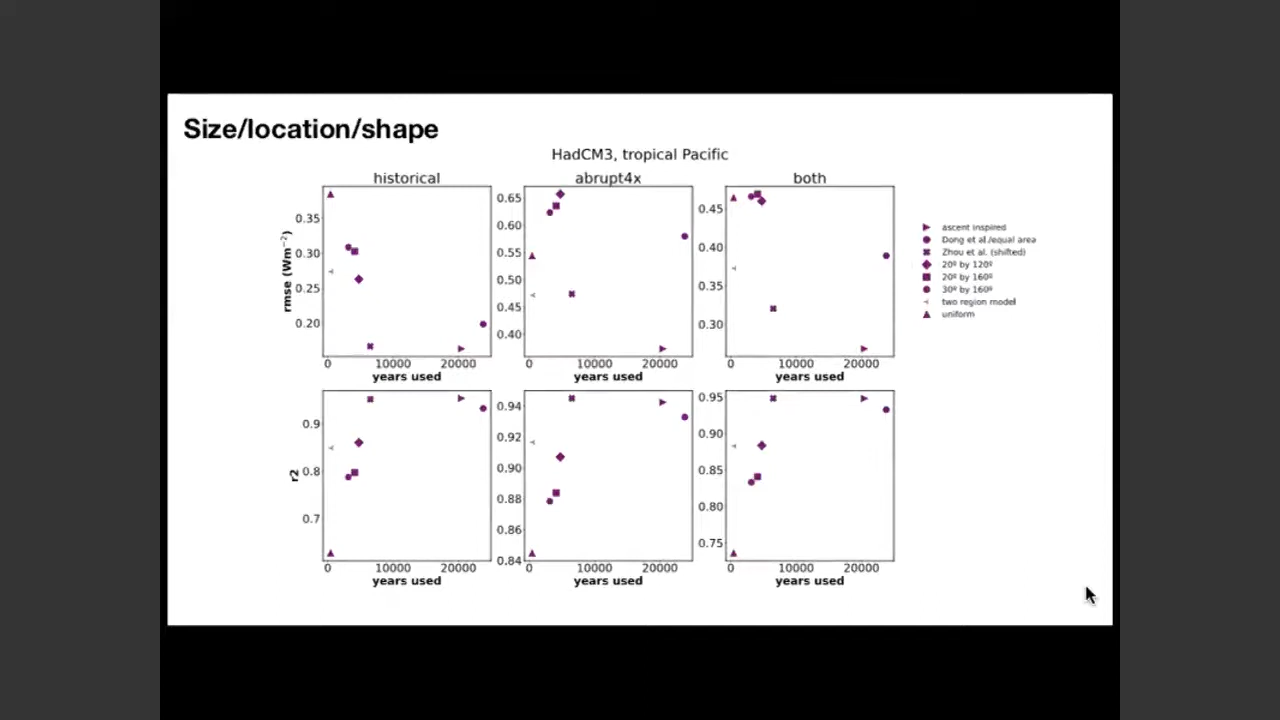 Size/location/shape
HadCM3, tropical Pacific
historical
abrupt4x
both
rmse (Wm⁻²)
0.35
0.30
0.25
0.20
0 10000 20000
years used
0.65
0.60
0.55
0.50
0.45
0.40
0 10000 20000
years used
0.45
0.40
0.35
0.30
0 10000 20000
years used
ascent inspired
Dong et al./equal area
Zhou et al. (shifted)
20º by 120º
20º by 160º
30º by 160º
two region model
uniform
r2
0.9
0.8
0.7
0 10000 20000
years used
0.94
0.92
0.90
0.88
0.86
0.84
0 10000 20000
years used
0.95
0.90
0.85
0.80
0.75
0 10000 20000
years used